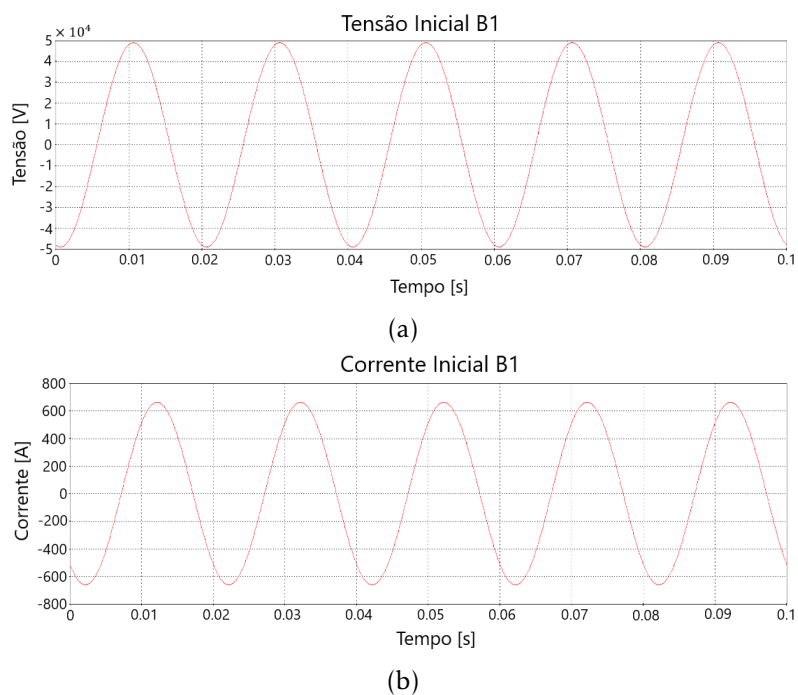 Tensão Inicial B1
5 × 10⁴
4
3
2
1
0
-1
-2
-3
-4
-5
Tensão [V]
0 0.01 0.02 0.03 0.04 0.05 0.06 0.07 0.08 0.09 0.1
Tempo [s]
(a)
Corrente Inicial B1
800
600
400
200
0
-200
-400
-600
-800
Corrente [A]
0 0.01 0.02 0.03 0.04 0.05 0.06 0.07 0.08 0.09 0.1
Tempo [s]
(b)